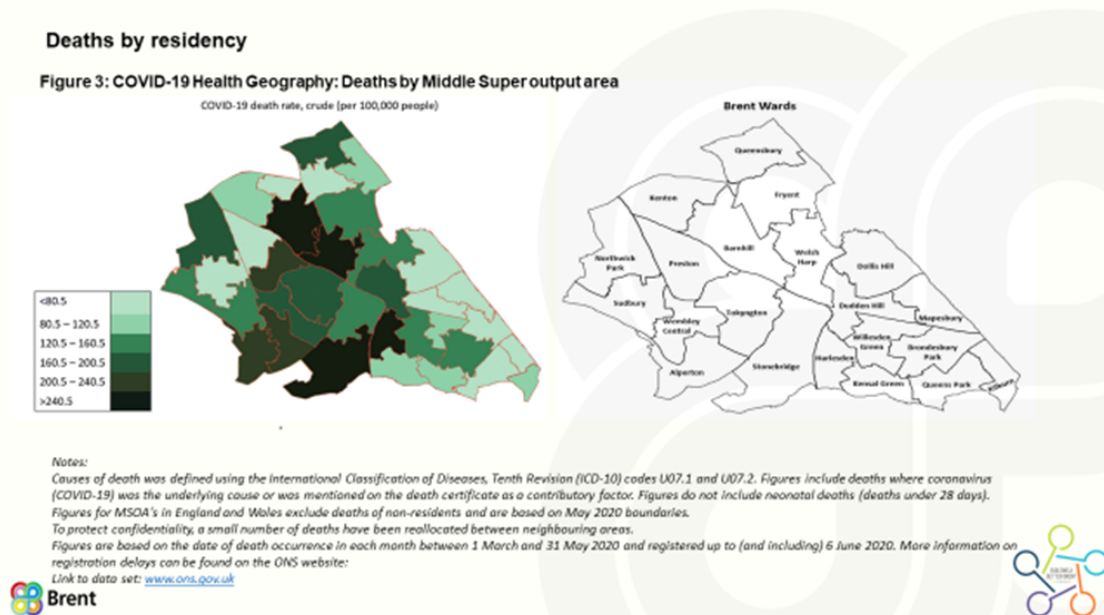 Deaths by residency
Figure 3: COVID-19 Health Geography: Deaths by Middle Super output area
COVID-19 death rate, crude (per 100,000 people)
<80.5
80.5 – 120.5
120.5 – 160.5
160.5 – 200.5
200.5 – 240.5
>240.5
Brent Wards
Queensbury
Kenton
Fryent
Barnhill
Welsh
Harp
Northwick
Park
Preston
Dollis Hill
Sudbury
Tokyngton
Dudden Hill
Mapesbury
Wembley
Central
Willesden
Green
Brondesbury
Park
Harlesden
Alperton
Stonebridge
Kensal Green
Queens Park
Kilburn
Notes:
Causes of death was defined using the International Classification of Diseases, Tenth Revision (ICD-10) codes U07.1 and U07.2. Figures include deaths where coronavirus
(COVID-19) was the underlying cause or was mentioned on the death certificate as a contributory factor. Figures do not include neonatal deaths (deaths under 28 days).
Figures for MSOA's in England and Wales exclude deaths of non-residents and are based on May 2020 boundaries.
To protect confidentiality, a small number of deaths have been reallocated between neighbouring areas.
Figures are based on the date of death occurrence in each month between 1 March and 31 May 2020 and registered up to (and including) 6 June 2020. More information on
registration delays can be found on the ONS website:
Link to data set: www.ons.gov.uk
Brent